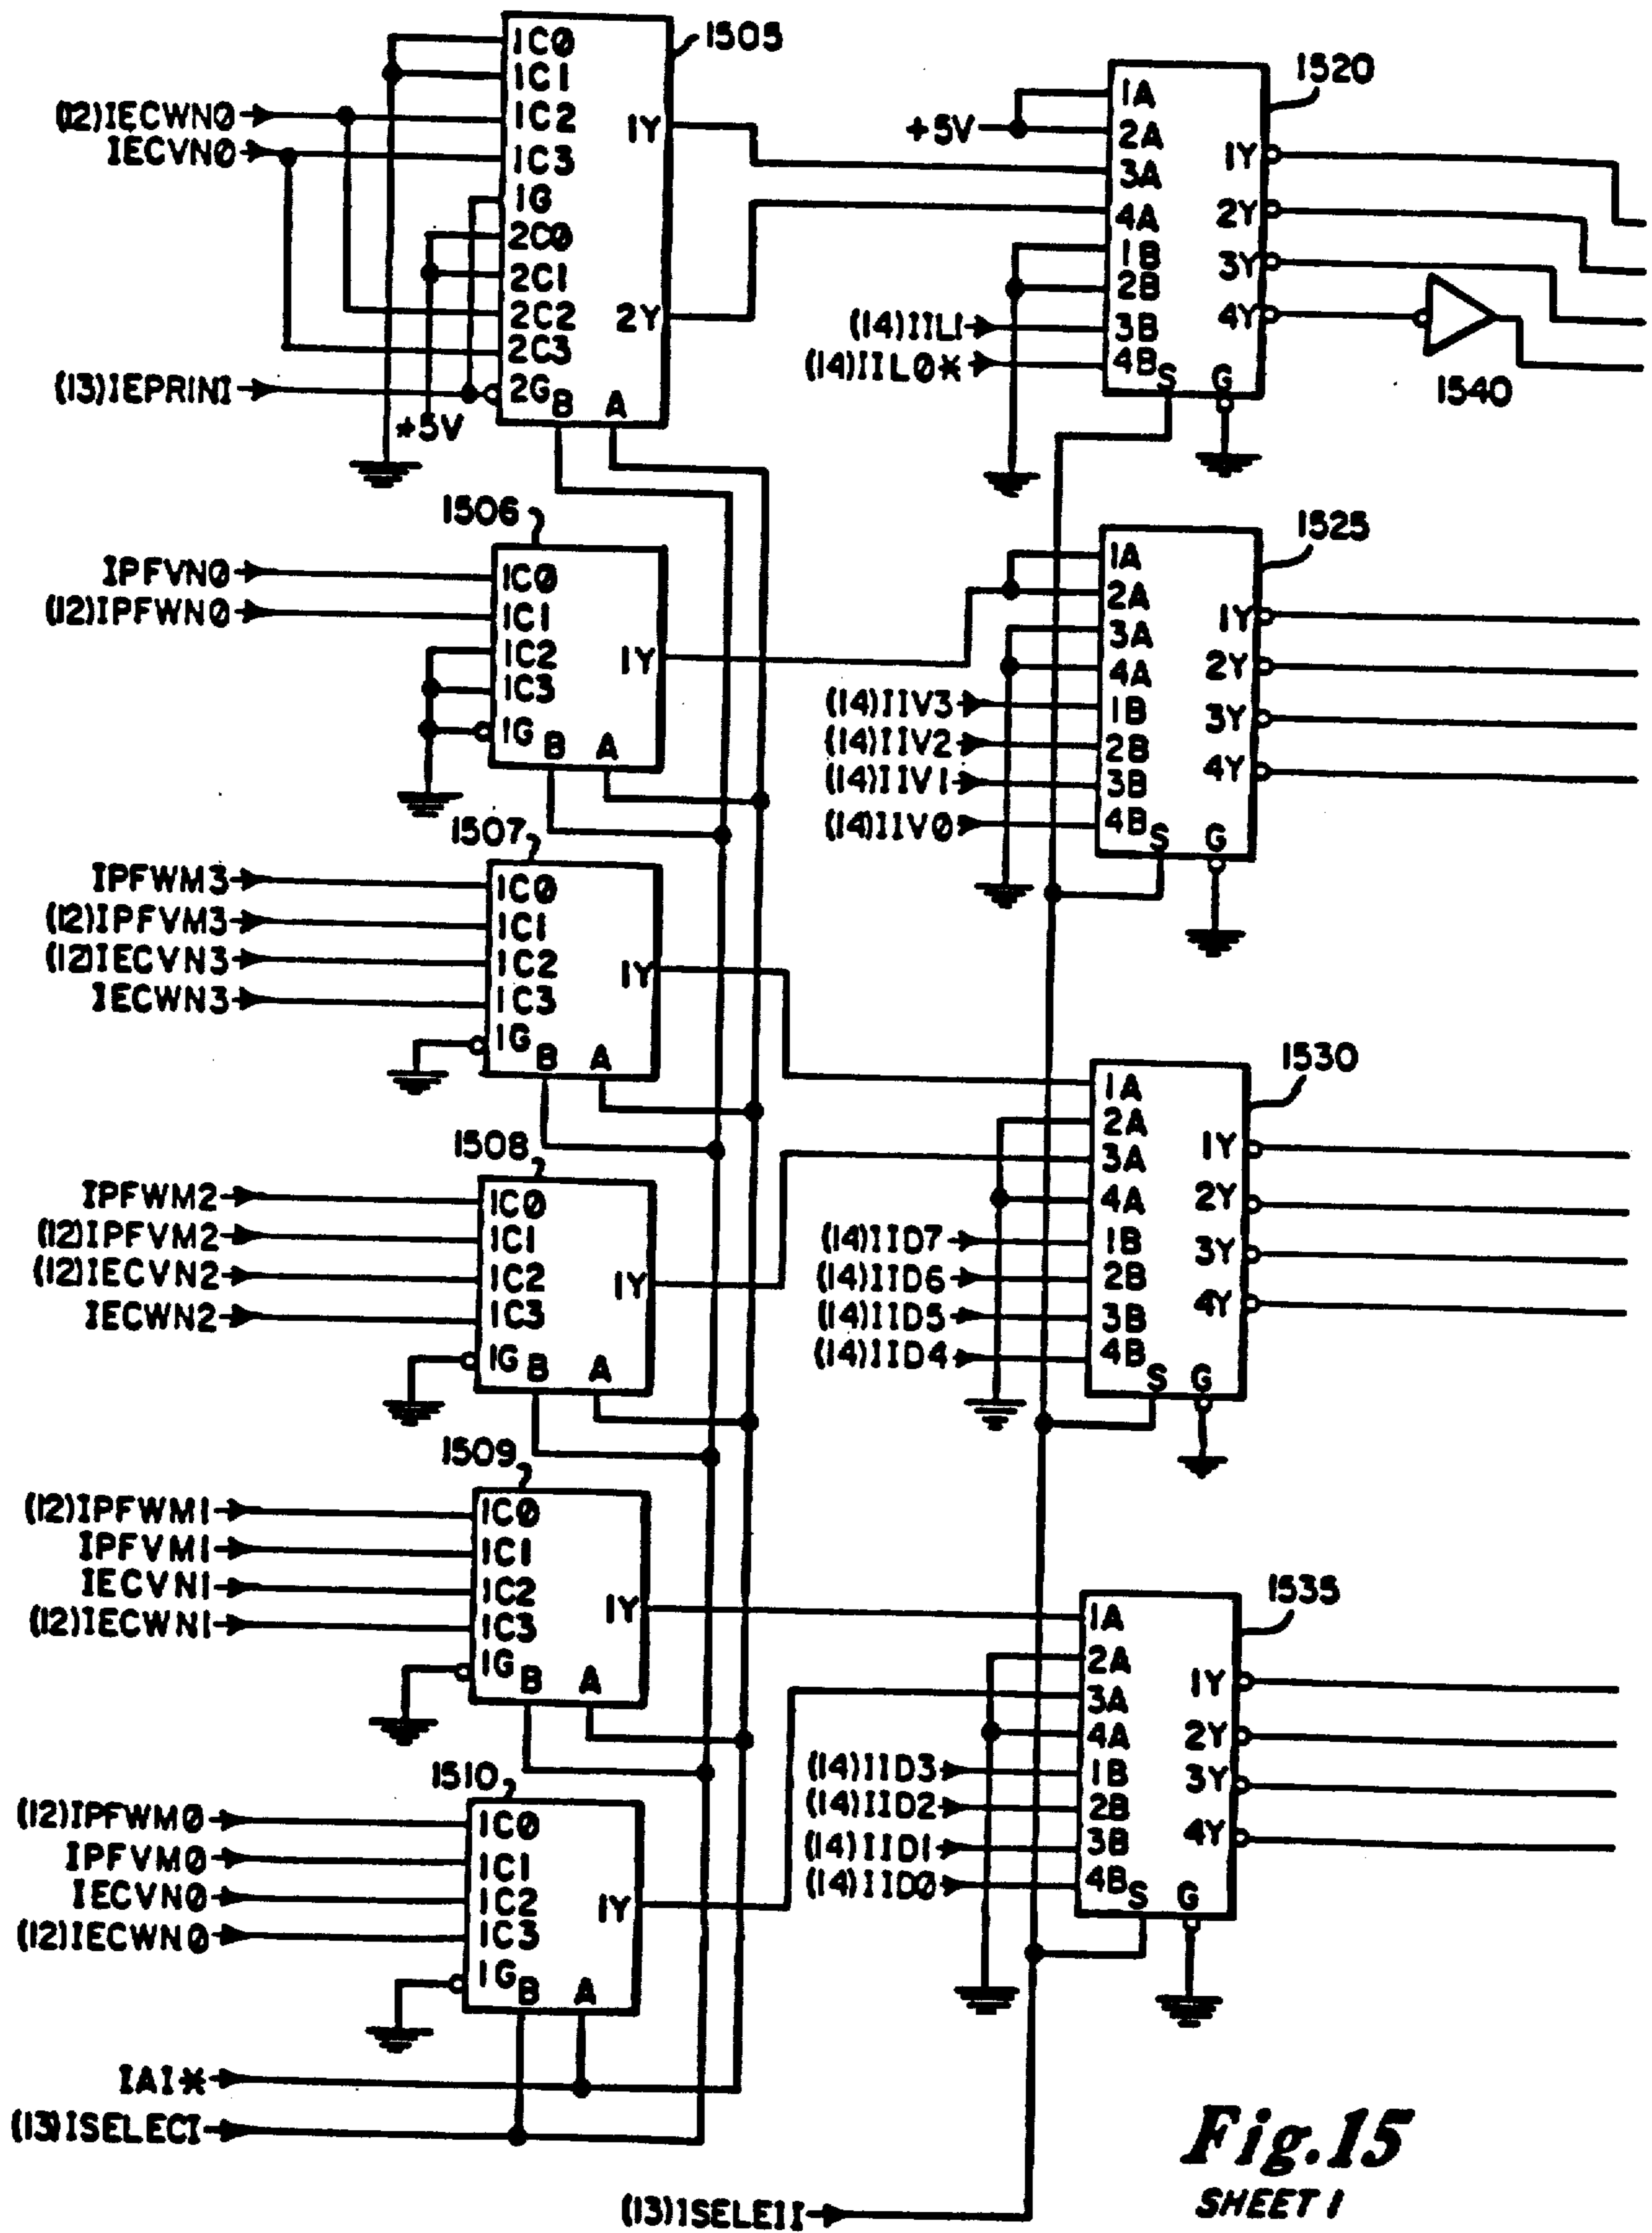 1505
1C0
1C1
(12)IECWN0
1C2
IECVN0
1C3
1Y
1G
2C0
2C1
2C2
2Y
2C3
(13)IEPRINI
2G
B
A
+5V
1520
1A
+5V
2A
3A
4A
1B
2B
(14)IIL1
3B
(14)IIL0*
4B
S
G
1Y
2Y
3Y
4Y
1540
1506
IPFVN0
1C0
(12)IPFWN0
1C1
1C2
1C3
1G
B
A
1Y
1525
1A
2A
3A
4A
(14)IIV3
1B
(14)IIV2
2B
(14)IIV1
3B
(14)IIV0
4B
S
G
1Y
2Y
3Y
4Y
1507
IPFWM3
1C0
(12)IPFVM3
1C1
(12)IECVN3
1C2
IECWN3
1C3
1G
B
A
1Y
1508
IPFWM2
1C0
(12)IPFVM2
1C1
(12)IECVN2
1C2
IECWN2
1C3
1G
B
A
1Y
1530
1A
2A
3A
4A
(14)IID7
1B
(14)IID6
2B
(14)IID5
3B
(14)IID4
4B
S
G
1Y
2Y
3Y
4Y
1509
(12)IPFWM1
1C0
IPFVM1
1C1
IECVN1
1C2
(12)IECWN1
1C3
1G
B
A
1Y
1535
1A
2A
3A
4A
(14)IID3
1B
(14)IID2
2B
(14)IID1
3B
(14)IID0
4B
S
G
1Y
2Y
3Y
4Y
1510
(12)IPFWM0
1C0
IPFVM0
1C1
IECVN0
1C2
(12)IECWN0
1C3
1G
B
A
1Y
IAI*
(13)ISELECI
(13)ISELEII
Fig.15
SHEET 1